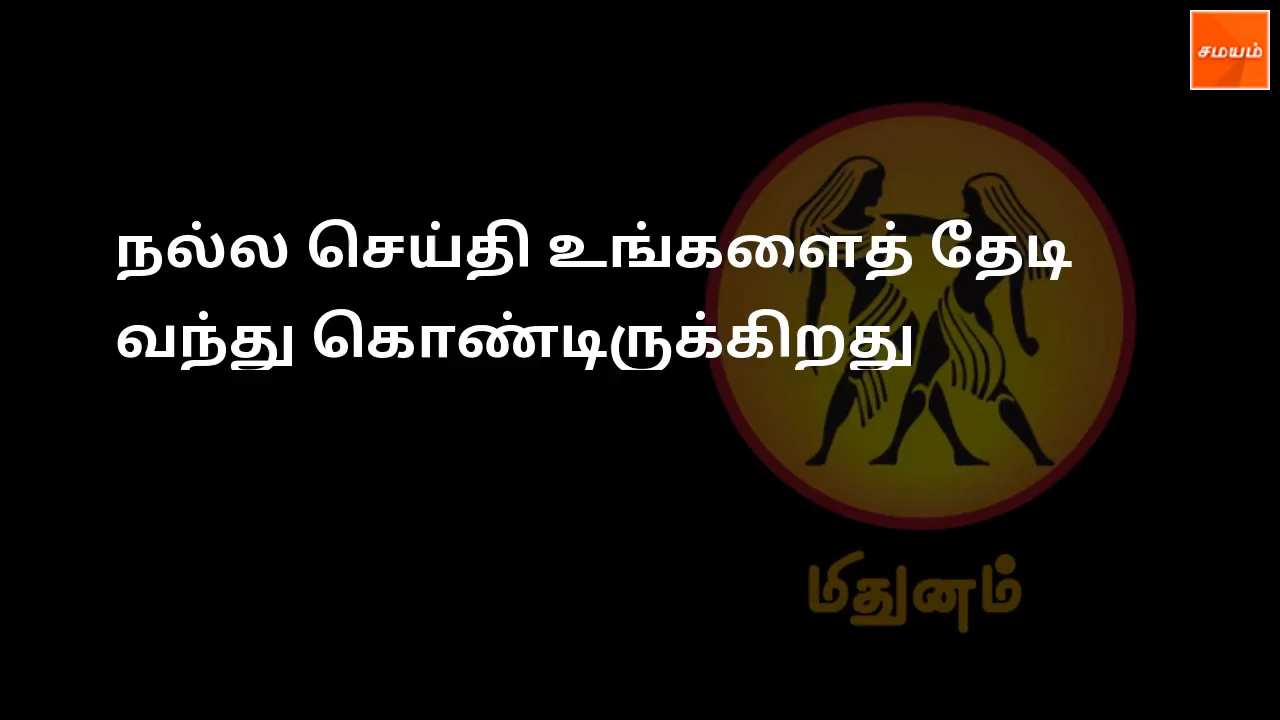 சமயம்
நல்ல செய்தி உங்களைத் தேடி
வந்து கொண்டிருக்கிறது
மிதுனம்